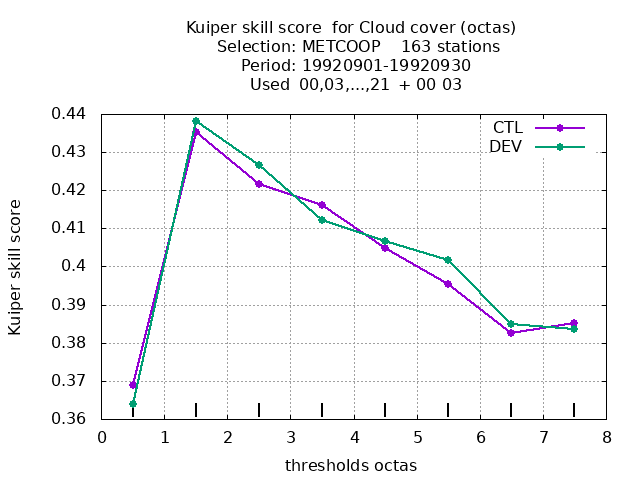 Kuiper skill score  for Cloud cover (octas)
Selection: METCOOP    163 stations
Period: 19920901-19920930
Used  00,03,...,21  + 00 03
CTL
DEV
0.44
0.43
0.42
0.41
0.4
0.39
0.38
0.37
0.36
Kuiper skill score
0 1 2 3 4 5 6 7 8
thresholds octas